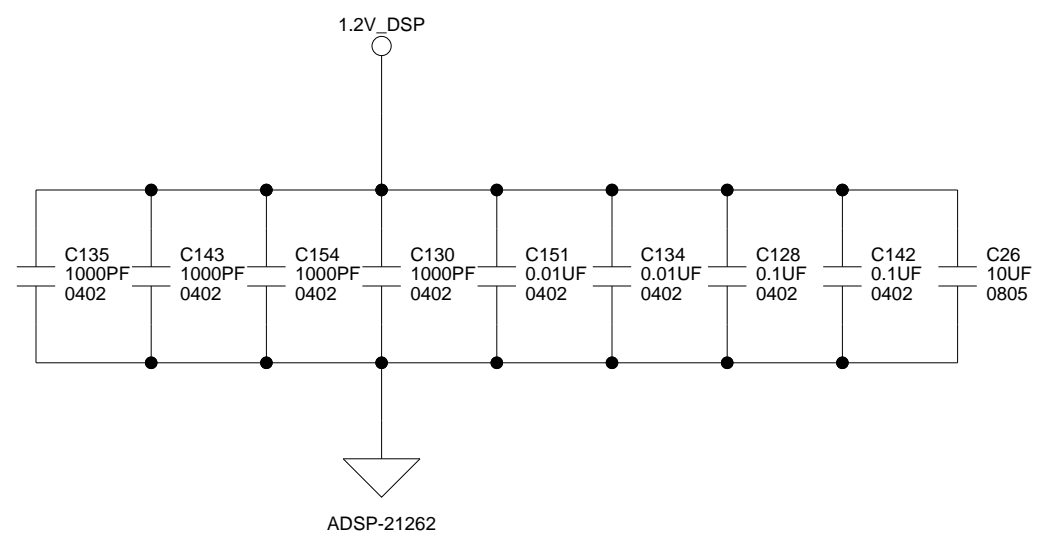 1.2V_DSP
C135
1000PF
0402
C143
1000PF
0402
C154
1000PF
0402
C130
1000PF
0402
C151
0.01UF
0402
C134
0.01UF
0402
C128
0.1UF
0402
C142
0.1UF
0402
C26
10UF
0805
ADSP-21262